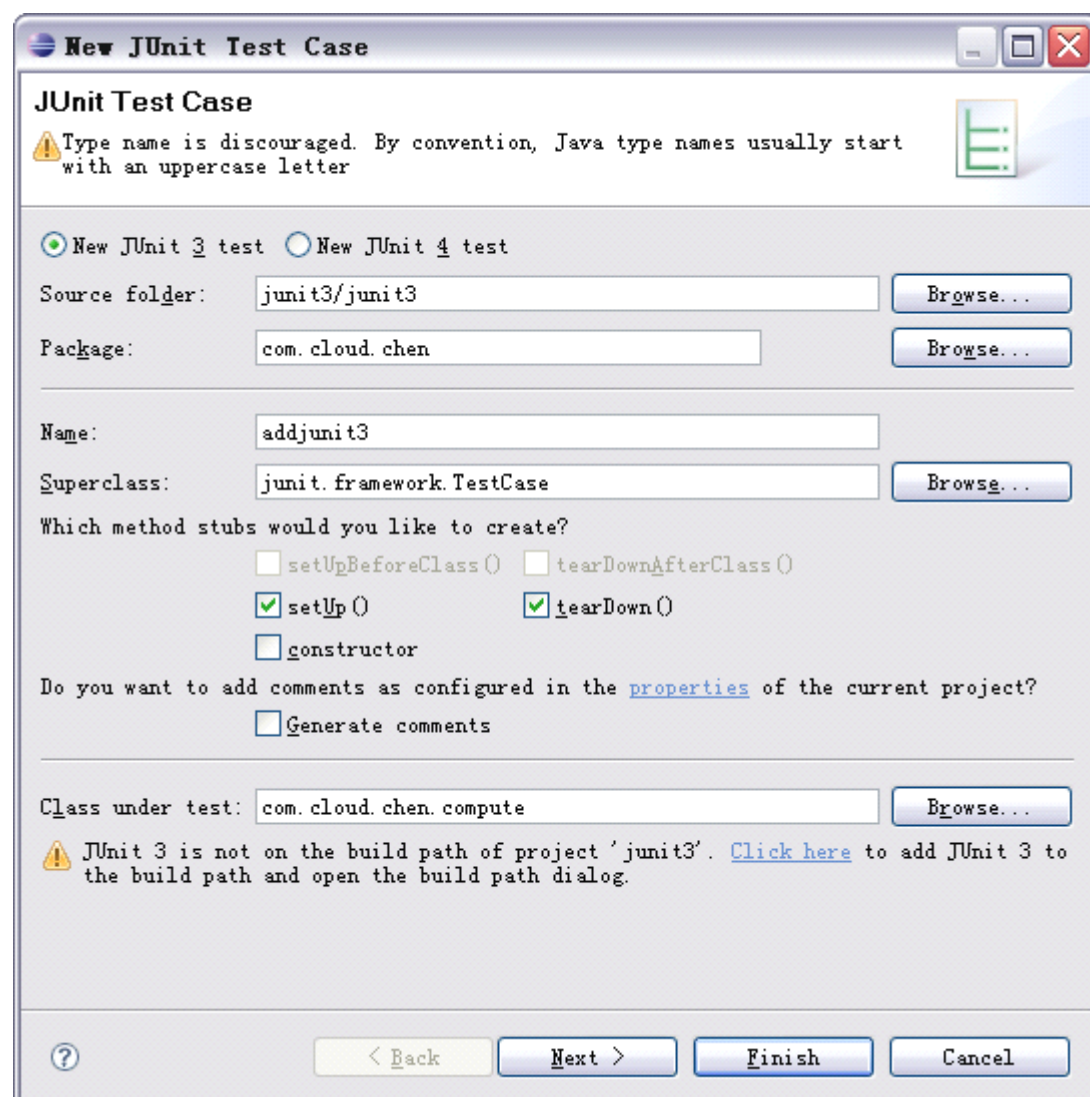 New JUnit Test Case
JUnit Test Case
Type name is discouraged. By convention, Java type names usually start
with an uppercase letter
New JUnit 3 test New JUnit 4 test
Source folder: junit3/junit3 Browse...
Package: com.cloud.chen Browse...
Name: addjunit3
Superclass: junit.framework.TestCase Browse...
Which method stubs would you like to create?
setUpBeforeClass() tearDownAfterClass()
setUp() tearDown()
constructor
Do you want to add comments as configured in the properties of the current project?
Generate comments
Class under test: com.cloud.chen.compute Browse...
JUnit 3 is not on the build path of project 'junit3'. Click here to add JUnit 3 to
the build path and open the build path dialog.
? < Back Next > Finish Cancel